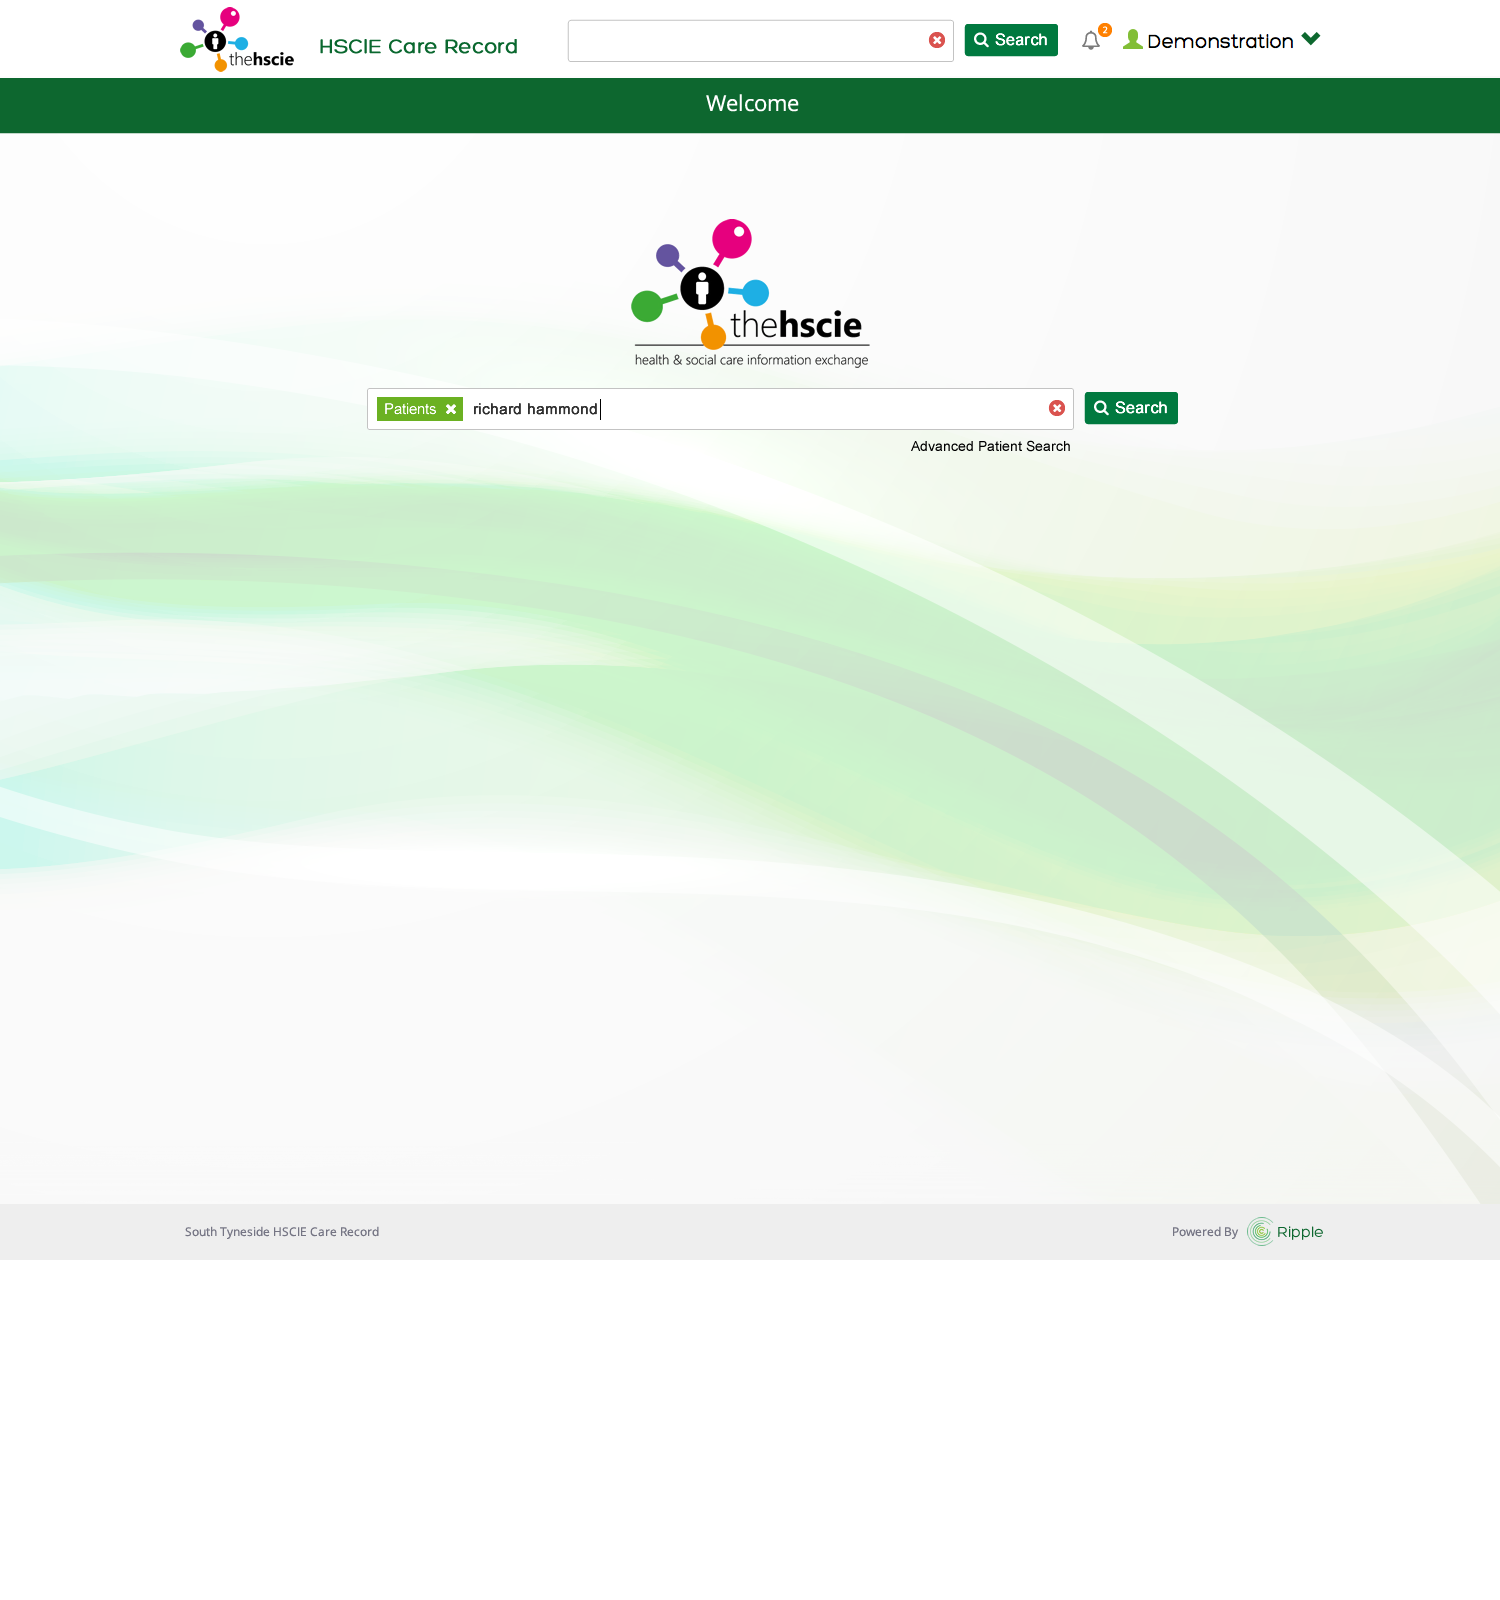 thehscie
HSCIE Care Record
Search
2
Demonstration
Welcome
thehscie
health & social care information exchange
Patients
richard hammond
Search
Advanced Patient Search
South Tyneside HSCIE Care Record
Powered By Ripple